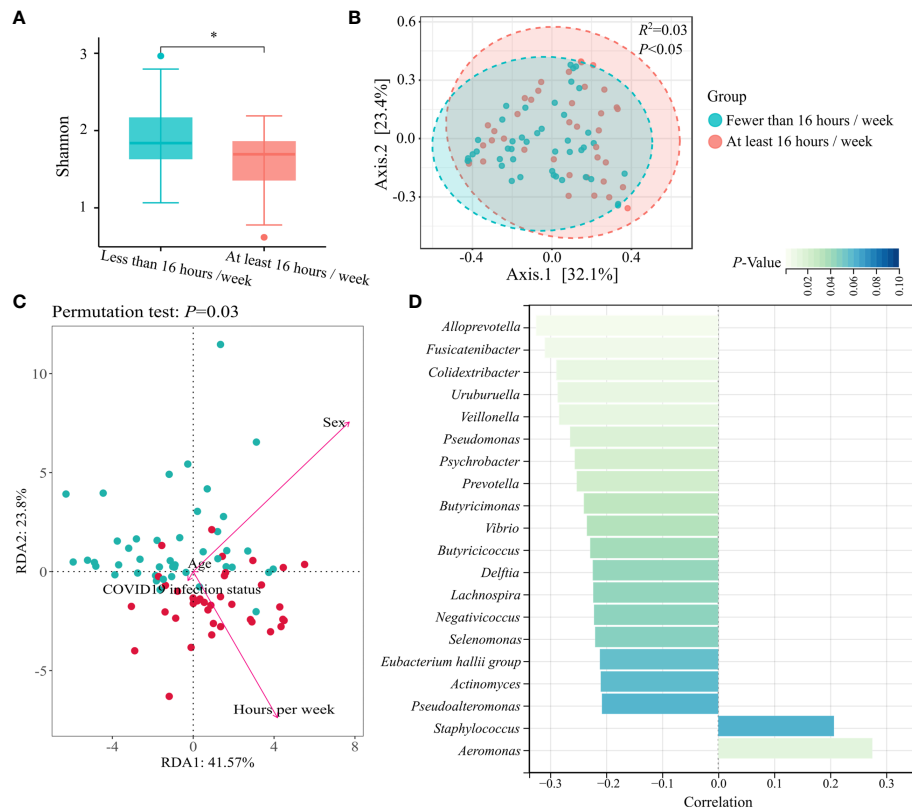 A
*
3
2
1
Shannon
Less than 16 hours /week
At least 16 hours / week
B
R²=0.03
P<0.05
0.6
0.3
0.0
-0.3
Axis.2 [23.4%]
-0.4
0.0
0.4
Axis.1 [32.1%]
Group
Fewer than 16 hours / week
At least 16 hours / week
P-Value
0.02
0.04
0.06
0.08
0.10
C
Permutation test: P=0.03
10
5
0
-5
RDA2: 23.8%
Sex
Age
COVID19 infection status
Hours per week
-4
0
4
8
RDA1: 41.57%
D
Alloprevotella
Fusicatenibacter
Colidextribacter
Uruburuella
Veillonella
Pseudomonas
Psychrobacter
Prevotella
Butyricimonas
Vibrio
Butyricicoccus
Delftia
Lachnospira
Negativicoccus
Selenomonas
Eubacterium hallii group
Actinomyces
Pseudoalteromonas
Staphylococcus
Aeromonas
−0.3
−0.2
−0.1
0.0
0.1
0.2
0.3
Correlation